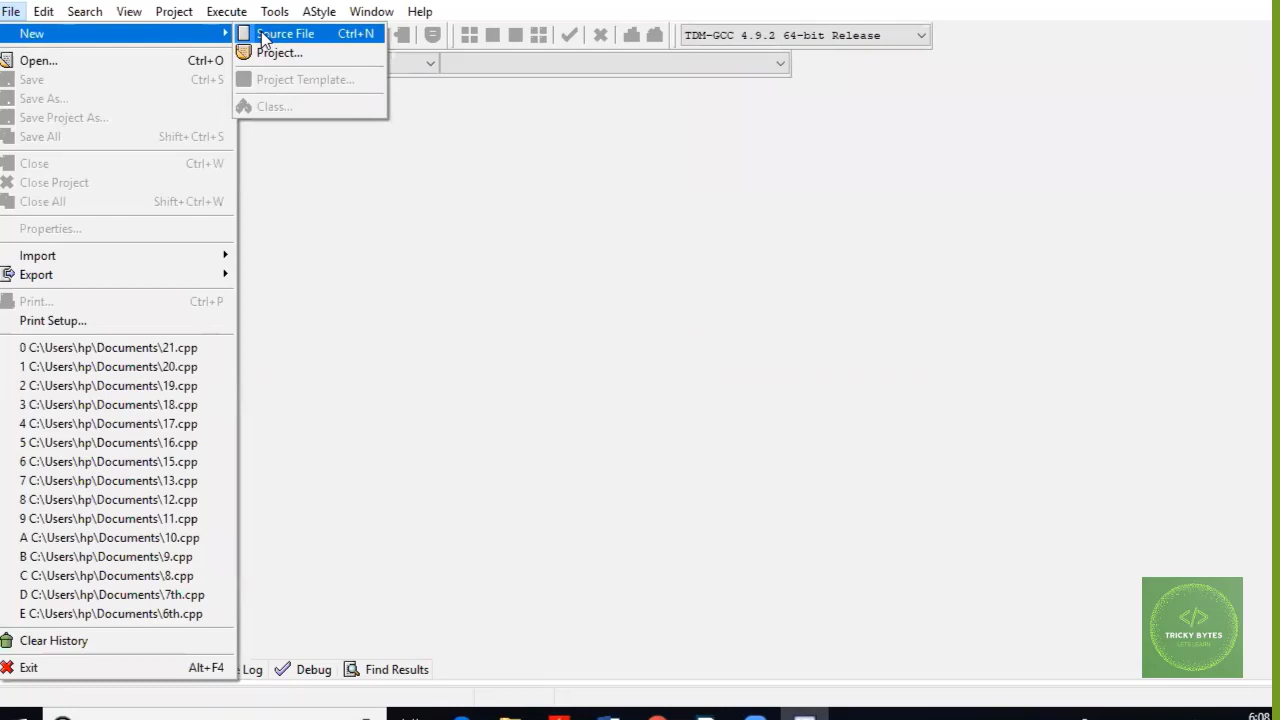 File Edit Search View Project Execute Tools AStyle Window Help
New
Source File Ctrl+N
TDM-GCC 4.9.2 64-bit Release
Project...
Open... Ctrl+O
Save Ctrl+S
Project Template...
Save As...
Class...
Save Project As...
Save All Shift+Ctrl+S
Close Ctrl+W
Close Project
Close All Shift+Ctrl+W
Properties...
Import
Export
Print... Ctrl+P
Print Setup...
0 C:\Users\hp\Documents\21.cpp
1 C:\Users\hp\Documents\20.cpp
2 C:\Users\hp\Documents\19.cpp
3 C:\Users\hp\Documents\18.cpp
4 C:\Users\hp\Documents\17.cpp
5 C:\Users\hp\Documents\16.cpp
6 C:\Users\hp\Documents\15.cpp
7 C:\Users\hp\Documents\13.cpp
8 C:\Users\hp\Documents\12.cpp
9 C:\Users\hp\Documents\11.cpp
A C:\Users\hp\Documents\10.cpp
B C:\Users\hp\Documents\9.cpp
C C:\Users\hp\Documents\8.cpp
D C:\Users\hp\Documents\7th.cpp
E C:\Users\hp\Documents\6th.cpp
Clear History
Exit Alt+F4
Log Debug Find Results
</>
TRICKY BYTES
LETS LEARN
6:08